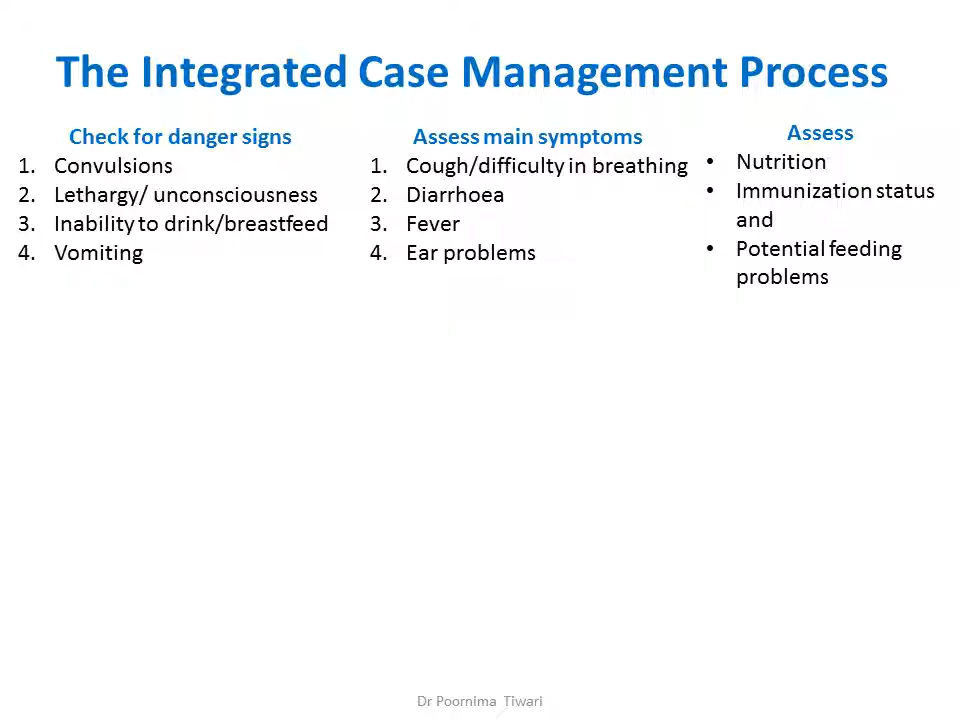 The Integrated Case Management Process
Check for danger signs
1. Convulsions
2. Lethargy/ unconsciousness
3. Inability to drink/breastfeed
4. Vomiting
Assess main symptoms
1. Cough/difficulty in breathing
2. Diarrhoea
3. Fever
4. Ear problems
Assess
• Nutrition
• Immunization status
and
• Potential feeding
problems
Dr Poornima Tiwari